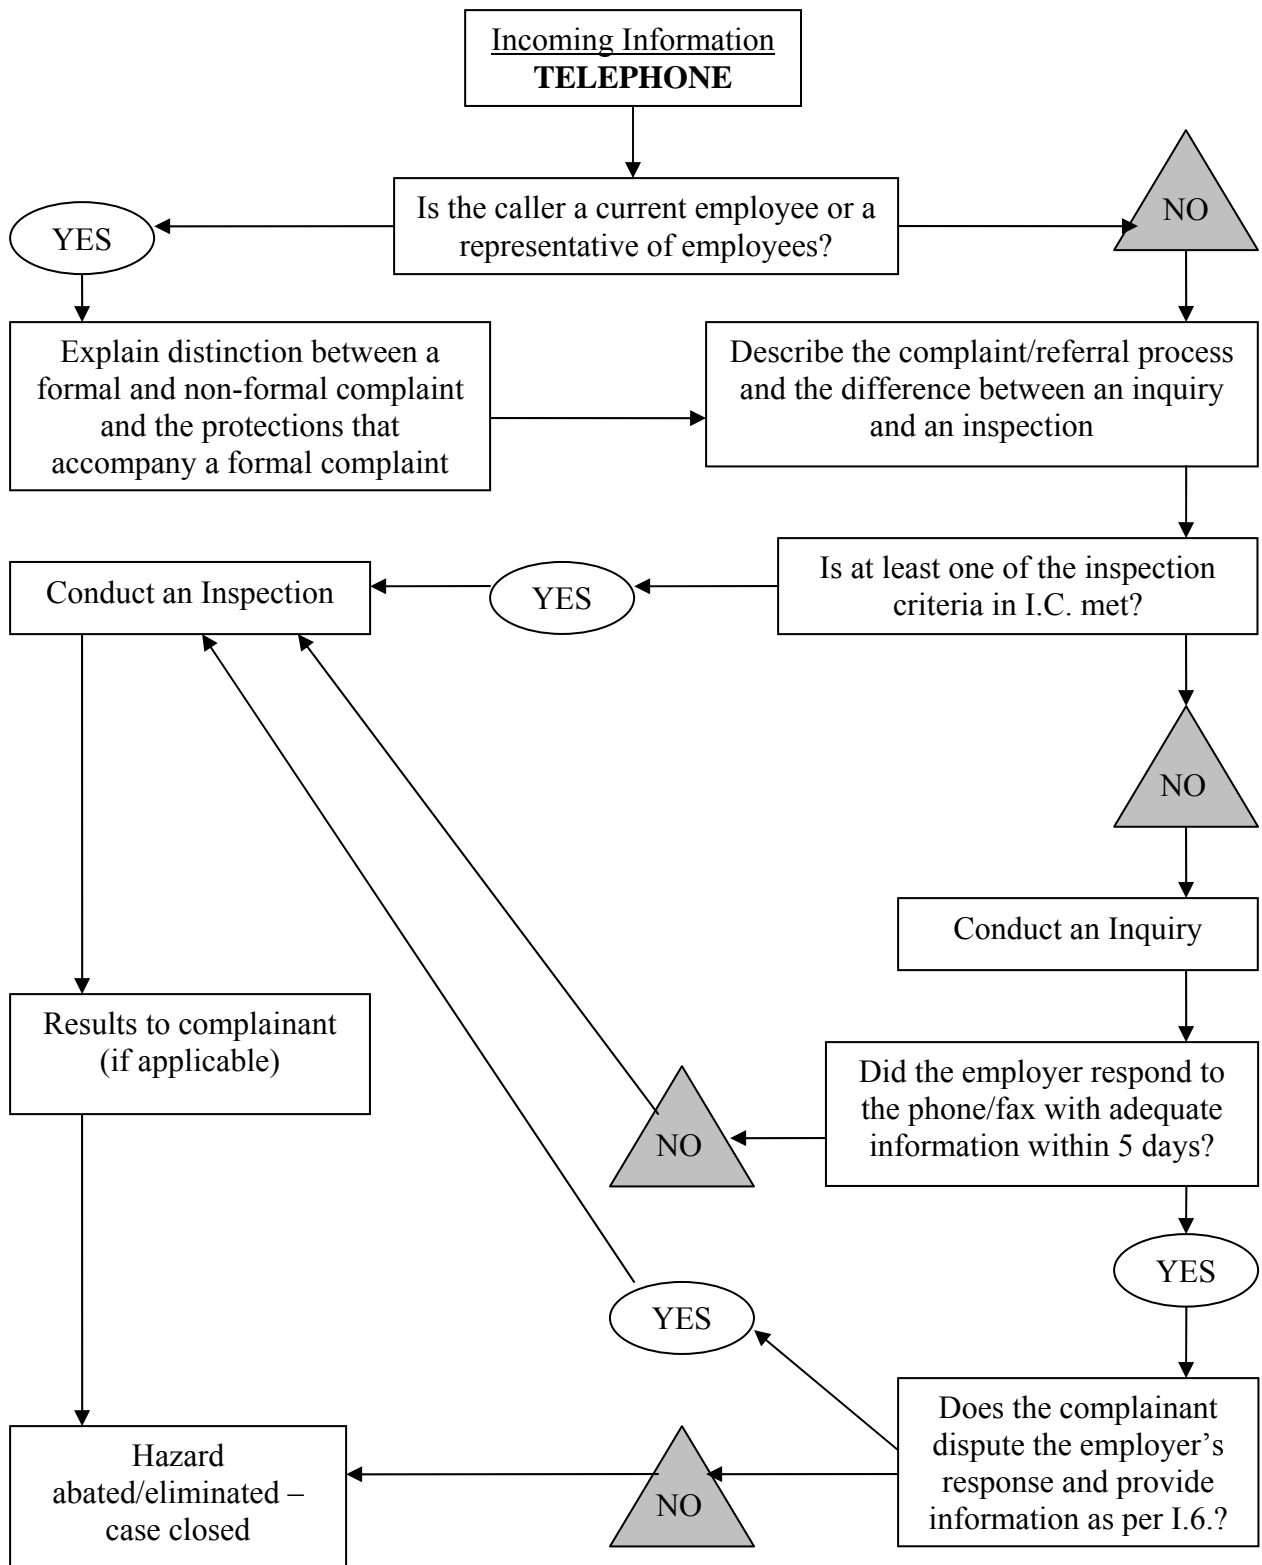 Incoming Information
TELEPHONE
Is the caller a current employee or a
representative of employees?
YES
NO
Explain distinction between a
formal and non-formal complaint
and the protections that
accompany a formal complaint
Describe the complaint/referral process
and the difference between an inquiry
and an inspection
Is at least one of the inspection
criteria in I.C. met?
YES
Conduct an Inspection
NO
Conduct an Inquiry
Results to complainant
(if applicable)
Did the employer respond to
the phone/fax with adequate
information within 5 days?
NO
YES
YES
Does the complainant
dispute the employer’s
response and provide
information as per I.6.?
NO
Hazard
abated/eliminated –
case closed